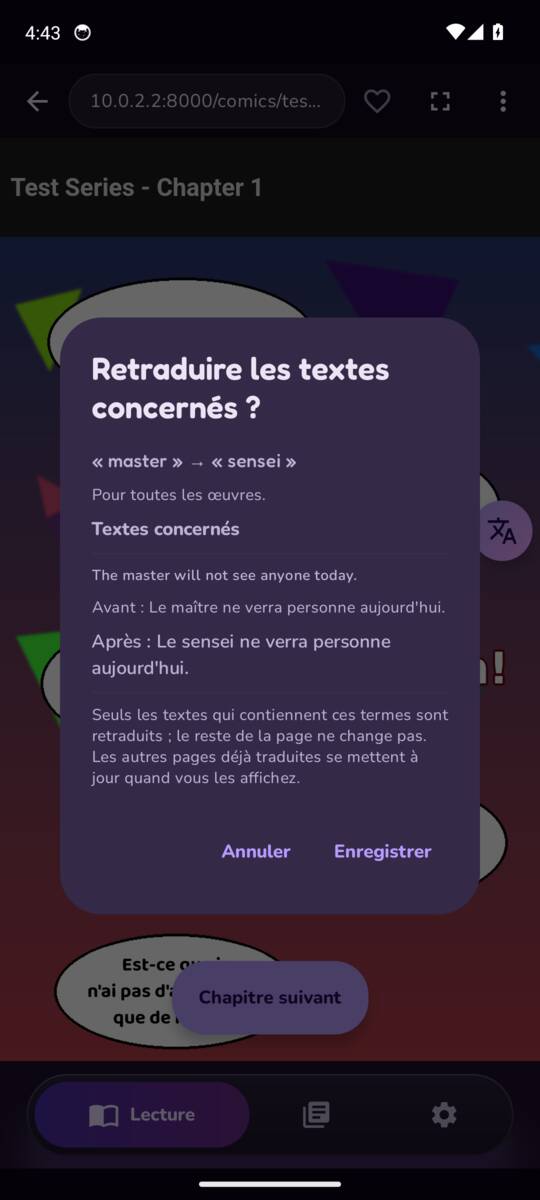 4:43
10.0.2.2:8000/comics/tes...
Test Series - Chapter 1
Retraduire les textes
concernés ?
« master » → « sensei »
Pour toutes les œuvres.
Textes concernés
The master will not see anyone today.
Avant : Le maître ne verra personne aujourd'hui.
Après : Le sensei ne verra personne
aujourd'hui.
Seuls les textes qui contiennent ces termes sont
retraduits ; le reste de la page ne change pas.
Les autres pages déjà traduites se mettent à
jour quand vous les affichez.
Annuler
Enregistrer
!
Est-ce
n'ai pas
que de
Chapitre suivant
Lecture